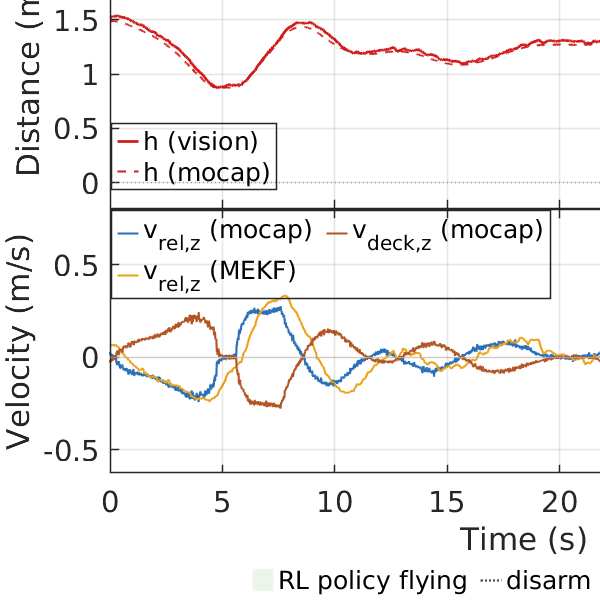 Distance (m
1.5
1
0.5
0
h (vision)
h (mocap)
Velocity (m/s)
v_rel,z (mocap) v_deck,z (mocap)
v_rel,z (MEKF)
0.5
0
-0.5
0 5 10 15 20
Time (s)
RL policy flying disarm